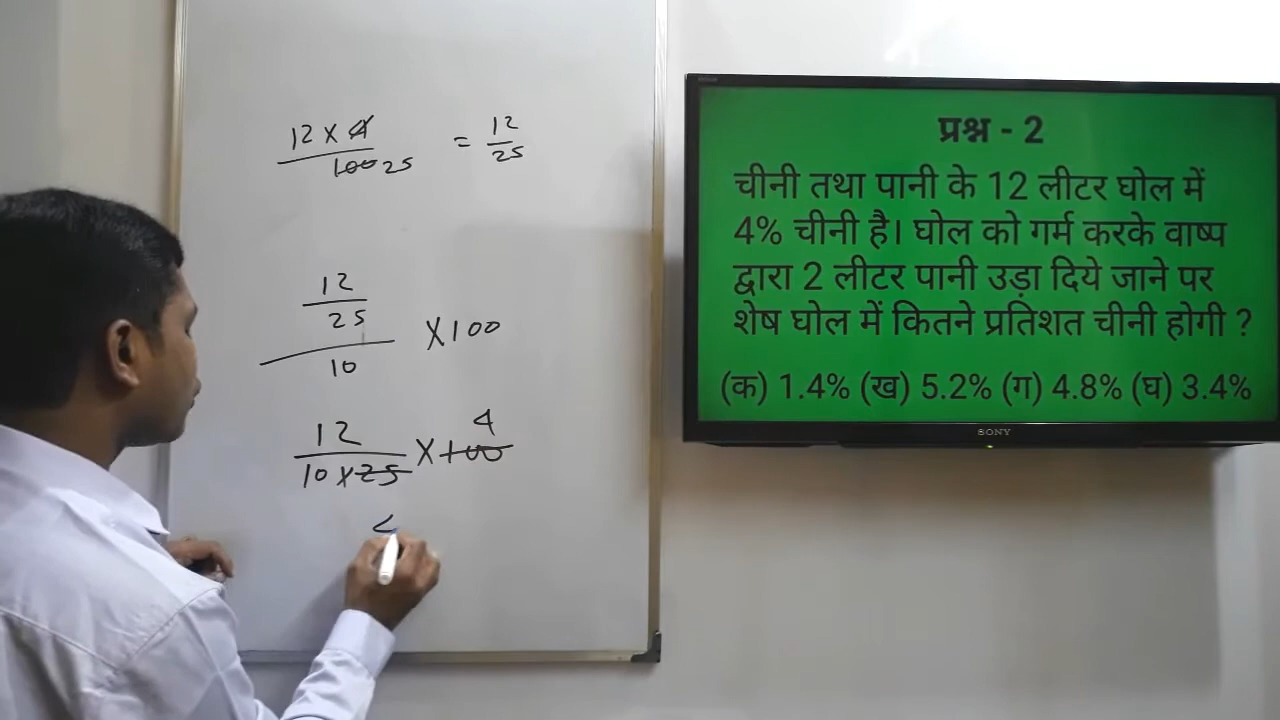 12 × 4 / 100 25 = 12 / 25
12 / 25 / 10 × 100
4
12 / 10 × 25 × 100
प्रश्न - 2
चीनी तथा पानी के 12 लीटर घोल में
4% चीनी है। घोल को गर्म करके वाष्प
द्वारा 2 लीटर पानी उड़ा दिये जाने पर
शेष घोल में कितने प्रतिशत चीनी होगी ?
(क) 1.4% (ख) 5.2% (ग) 4.8% (घ) 3.4%
SONY